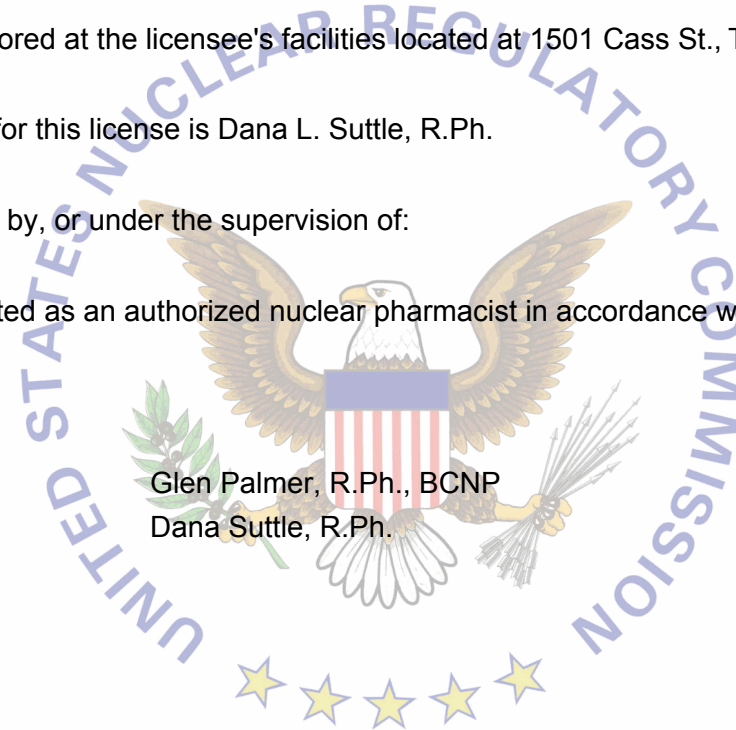 ored at the licensee's facilities located at 1501 Cass St., T
for this license is Dana L. Suttle, R.Ph.
by, or under the supervision of:
ted as an authorized nuclear pharmacist in accordance w
Glen Palmer, R.Ph., BCNP
Dana Suttle, R.Ph.
UNITED STATES NUCLEAR REGULATORY COMMISSION